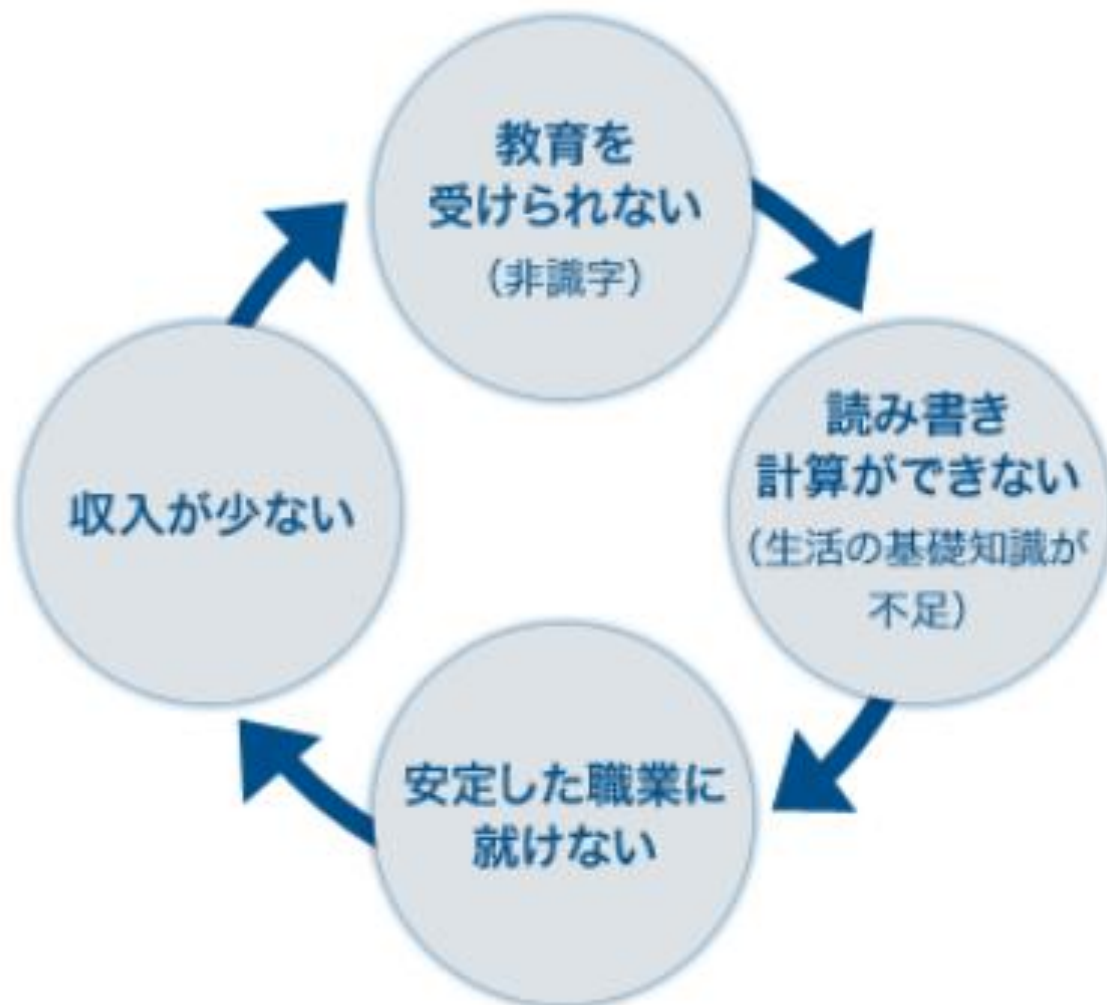 教育を
受けられない
（非識字）
読み書き
計算ができない
（生活の基礎知識が
不足）
安定した職業に
就けない
収入が少ない